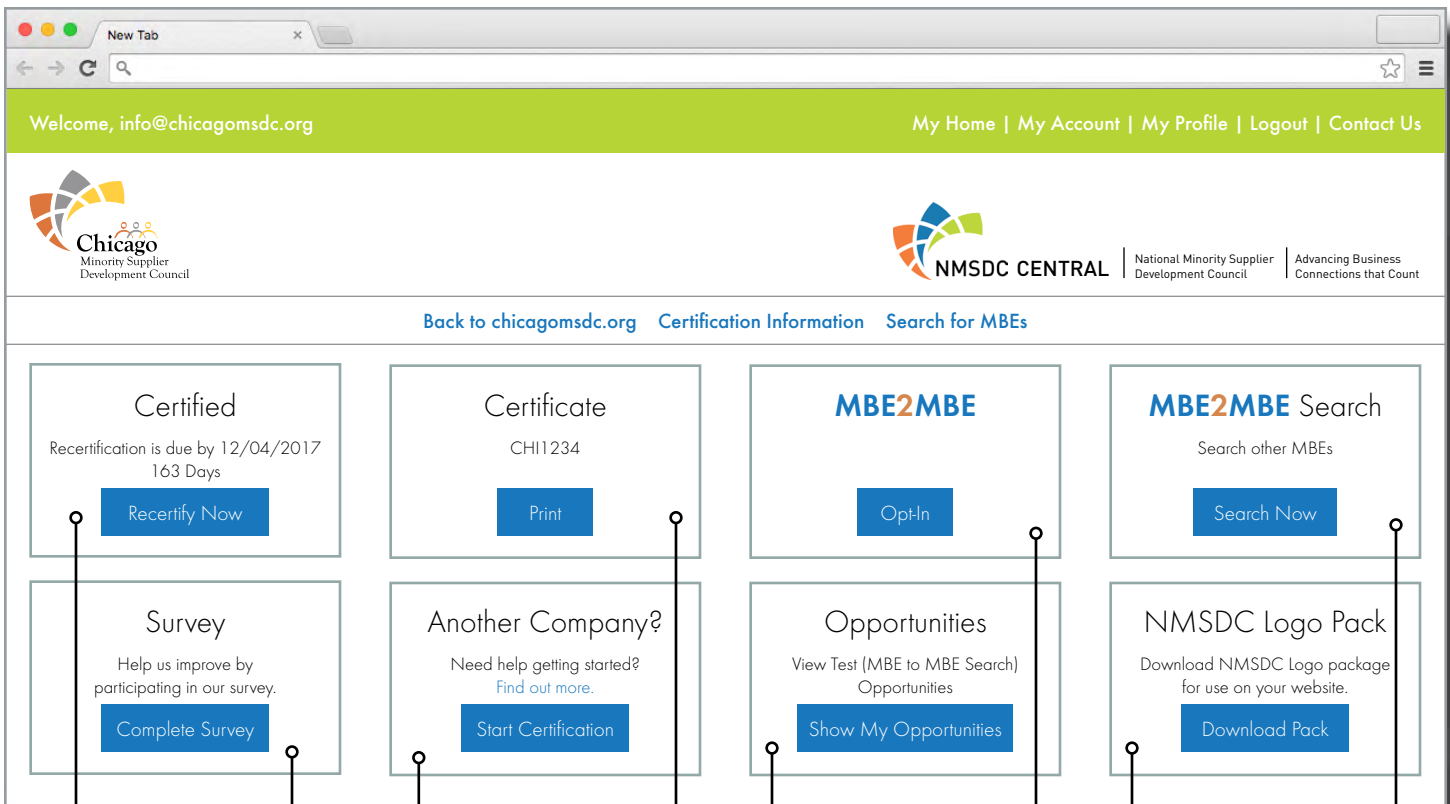 New Tab
Welcome, info@chicagomsdc.org
My Home | My Account | My Profile | Logout | Contact Us
Chicago
Minority Supplier
Development Council
NMSDC CENTRAL
National Minority Supplier
Development Council
Advancing Business
Connections that Count
Back to chicagomsdc.org Certification Information Search for MBEs
Certified
Recertification is due by 12/04/2017
163 Days
Recertify Now
Certificate
CHI1234
Print
MBE2MBE
Opt-In
MBE2MBE Search
Search other MBEs
Search Now
Survey
Help us improve by
participating in our survey.
Complete Survey
Another Company?
Need help getting started?
Find out more.
Start Certification
Opportunities
View Test (MBE to MBE Search)
Opportunities
Show My Opportunities
NMSDC Logo Pack
Download NMSDC Logo package
for use on your website.
Download Pack